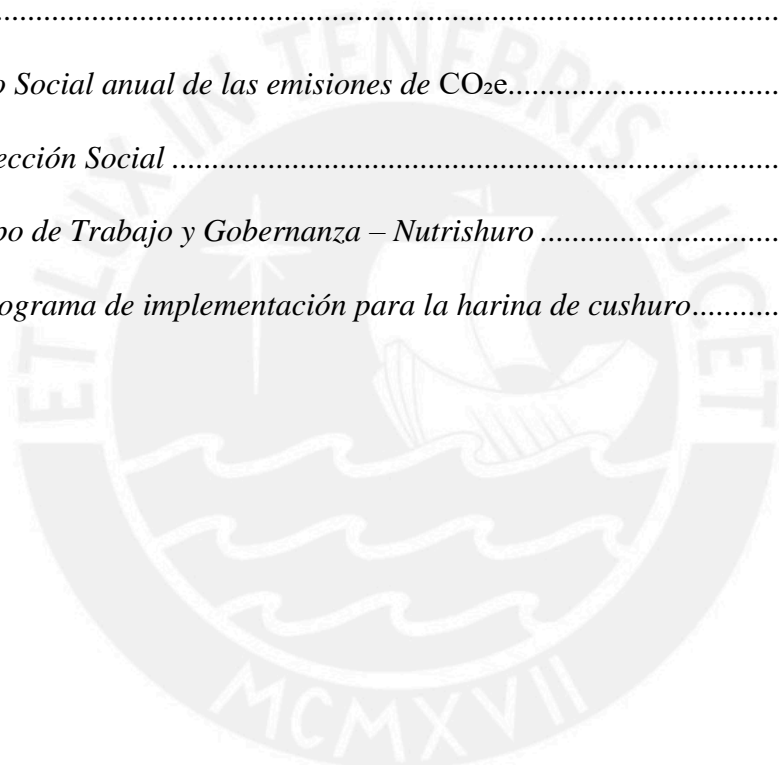 ....................................................................................................
o Social anual de las emisiones de CO₂e...................................
ección Social ...............................................................................
po de Trabajo y Gobernanza – Nutrishuro ...............................
ograma de implementación para la harina de cushuro...........
ET LUX IN TENEBRIS LUCET
MCMXVII